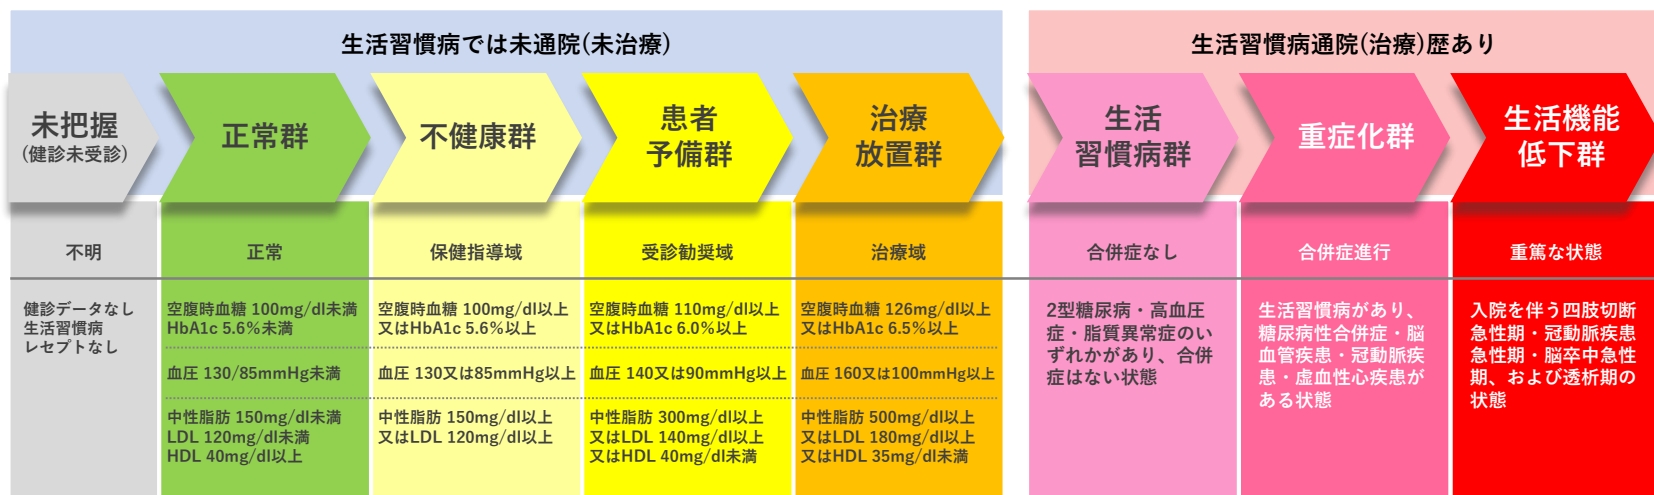 生活習慣病では未通院(未治療)
生活習慣病通院(治療)歴あり
未把握
(健診未受診)
正常群
不健康群
患者
予備群
治療
放置群
生活
習慣病群
重症化群
生活機能
低下群
不明
正常
保健指導域
受診勧奨域
治療域
合併症なし
合併症進行
重篤な状態
健診データなし
生活習慣病
レセプトなし
空腹時血糖 100mg/dl未満
HbA1c 5.6%未満
血圧 130/85mmHg未満
中性脂肪 150mg/dl未満
LDL 120mg/dl未満
HDL 40mg/dl以上
空腹時血糖 100mg/dl以上
又はHbA1c 5.6%以上
血圧 130又は85mmHg以上
中性脂肪 150mg/dl以上
又はLDL 120mg/dl以上
空腹時血糖 110mg/dl以上
又はHbA1c 6.0%以上
血圧 140又は90mmHg以上
中性脂肪 300mg/dl以上
又はLDL 140mg/dl以上
又はHDL 40mg/dl未満
空腹時血糖 126mg/dl以上
又はHbA1c 6.5%以上
血圧 160又は100mmHg以上
中性脂肪 500mg/dl以上
又はLDL 180mg/dl以上
又はHDL 35mg/dl未満
2型糖尿病・高血圧
症・脂質異常症のい
ずれかがあり、合併
症はない状態
生活習慣病があり、
糖尿病性合併症・脳
血管疾患・冠動脈疾
患・虚血性心疾患が
ある状態
入院を伴う四肢切断
急性期・冠動脈疾患
急性期・脳卒中急性
期、および透析期の
状態